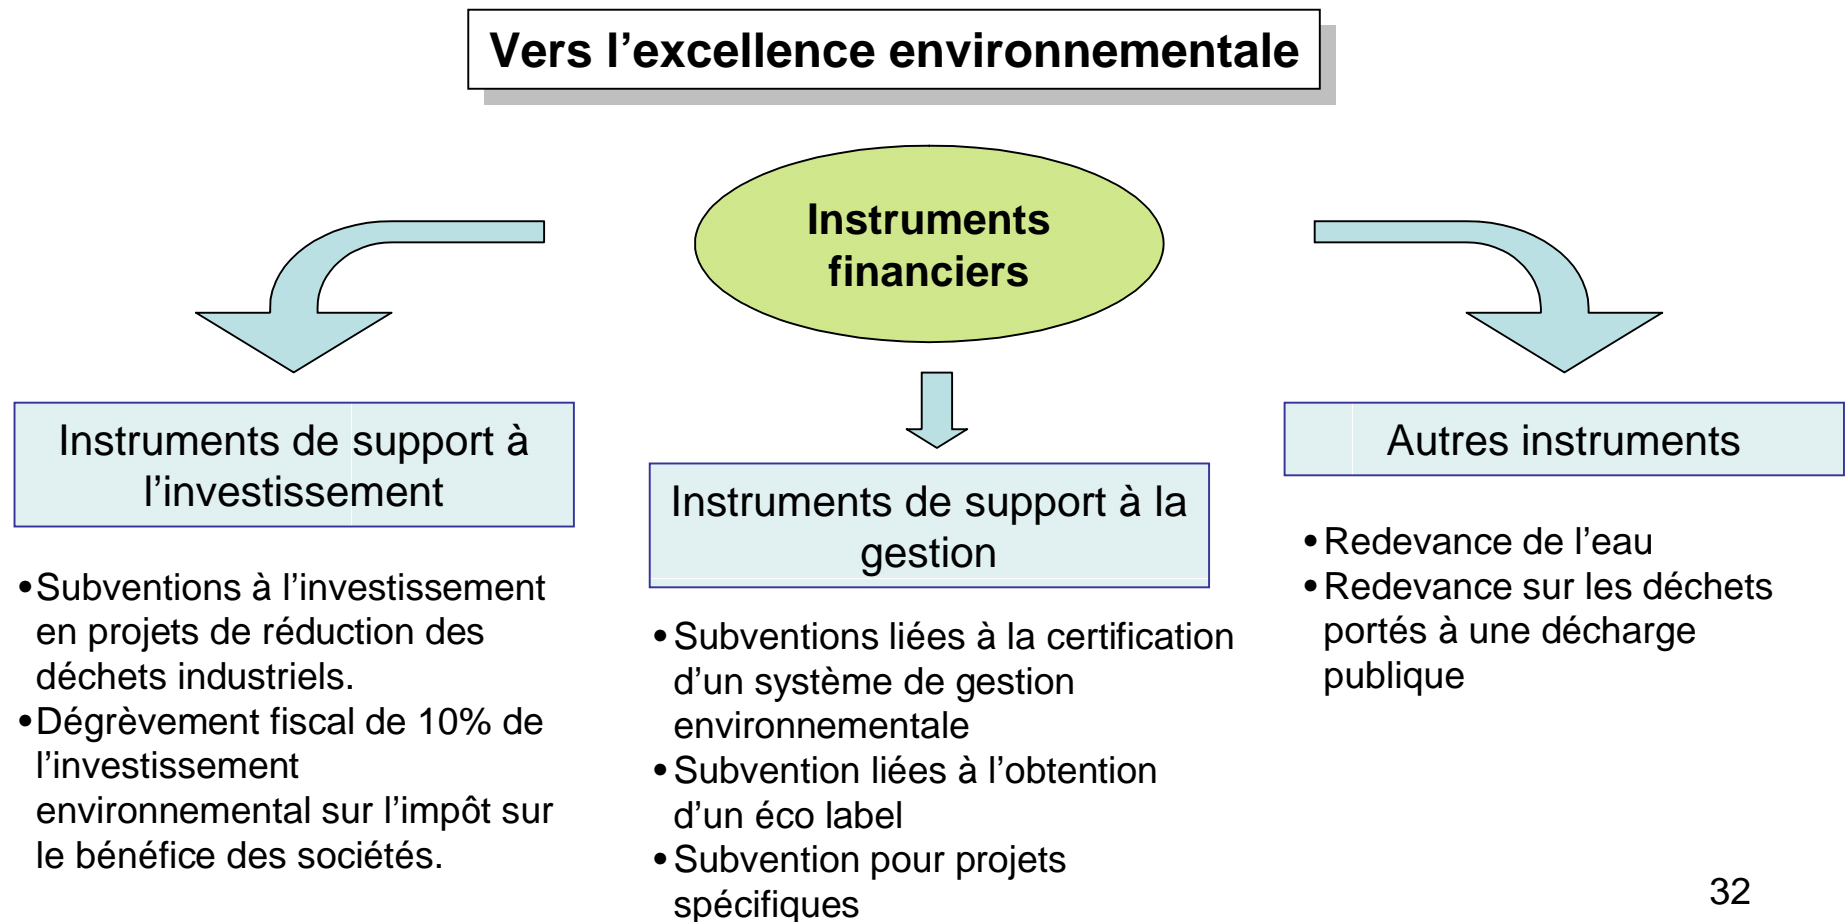 Vers l’excellence environnementale
Instruments
financiers
Instruments de support à
l’investissement
•Subventions à l’investissement
en projets de réduction des
déchets industriels.
•Dégrèvement fiscal de 10% de
l’investissement
environnemental sur l’impôt sur
le bénéfice des sociétés.
Instruments de support à la
gestion
•Subventions liées à la certification
d’un système de gestion
environnementale
•Subvention liées à l’obtention
d’un éco label
•Subvention pour projets
spécifiques
Autres instruments
•Redevance de l’eau
•Redevance sur les déchets
portés à une décharge
publique
32